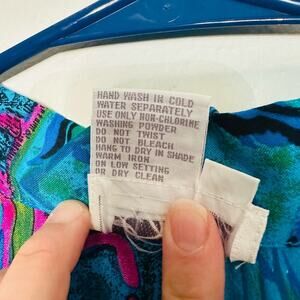 HAND WASH IN COLD
WATER SEPARATELY
USE ONLY NON-CHLORINE
WASHING POWDER
DO NOT TWIST
DO NOT BLEACH
HANG TO DRY IN SHADE
WARM IRON
ON LOW SETTING
OR DRY CLEAN